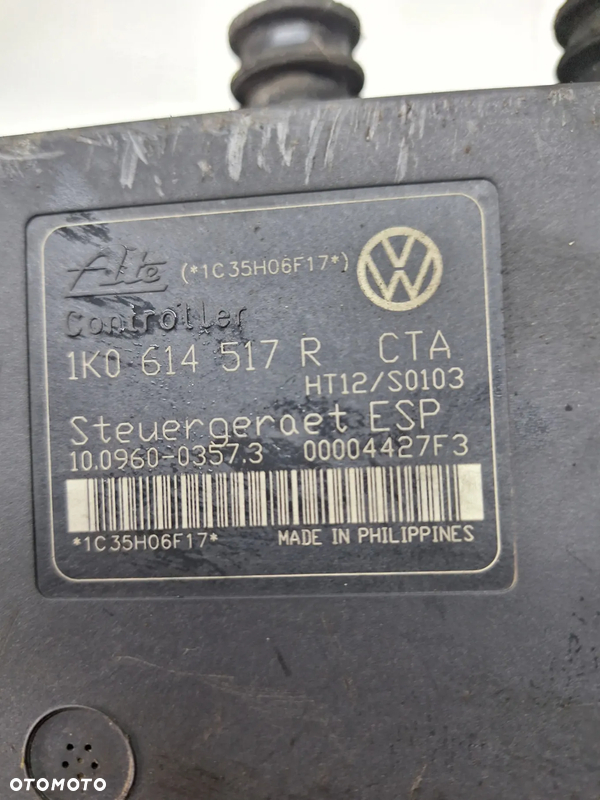 Ate (*1C35H06F17*)
Controller
1K0 614 517 R CTA
HT12/S0103
Steuergeraet ESP
10.0960-0357.3 00004427F3
*1C35H06F17* MADE IN PHILIPPINES
OTOMOTO